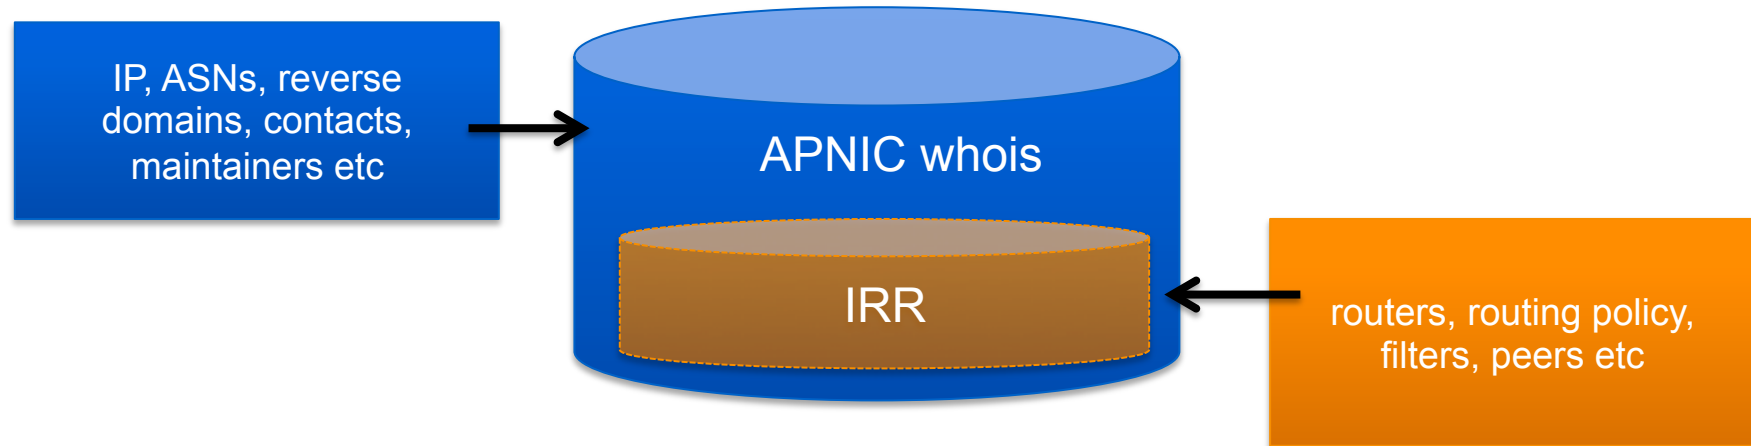 IP, ASNs, reverse
domains, contacts,
maintainers etc
APNIC whois
IRR
routers, routing policy,
filters, peers etc